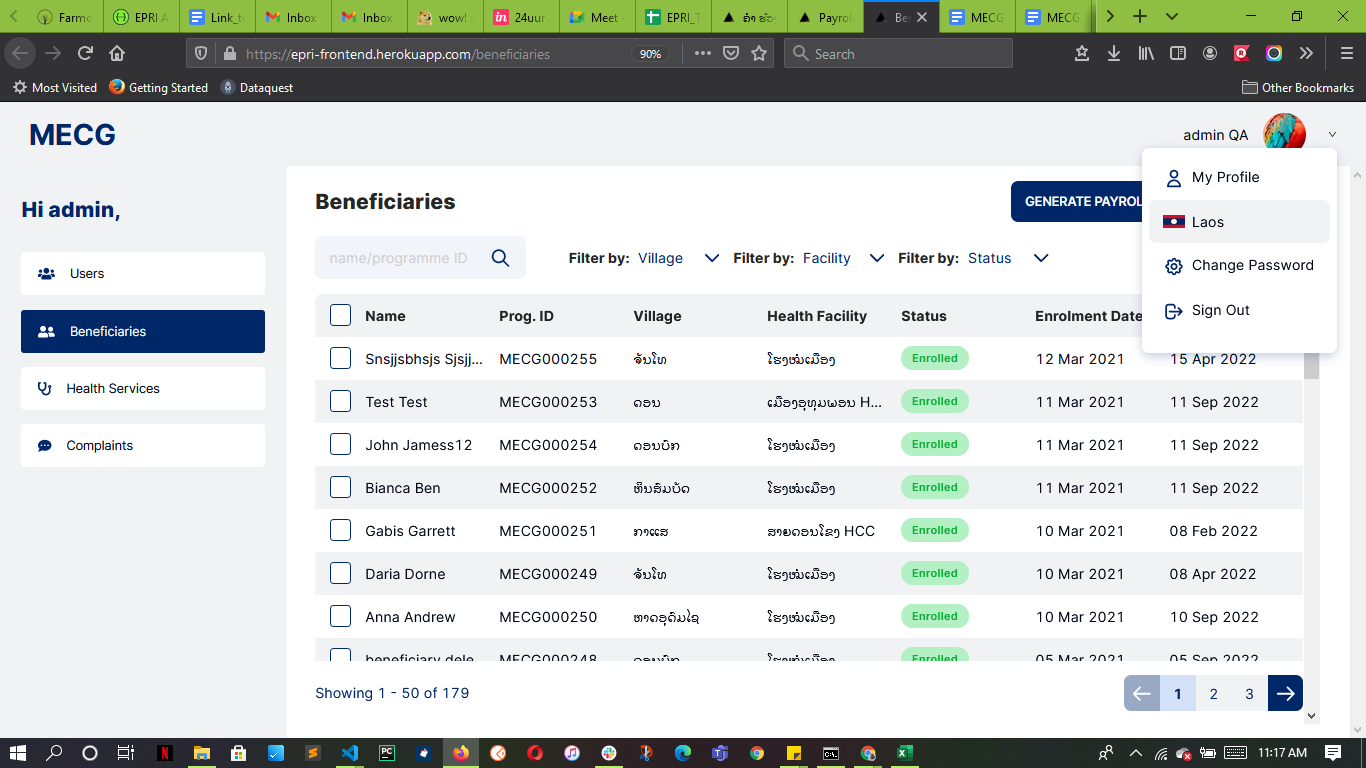 Farmc
EPRI A
Link_t
Inbox
Inbox
wow! s
24uur
Meet -
EPRI_T
Payrol
Be
MECG
MECG
https://epri-frontend.herokuapp.com/beneficiaries
90%
Search
Most Visited
Getting Started
Dataquest
Other Bookmarks
MECG
admin QA
Hi admin,
Users
Beneficiaries
Health Services
Complaints
Beneficiaries
GENERATE PAYROL
My Profile
Laos
Change Password
Sign Out
name/programme ID
Filter by: Village
Filter by: Facility
Filter by: Status
Name Prog. ID Village Health Facility Status Enrolment Date
Snsjjsbhsjs Sjsjj... MECG000255 ຈັນໂທ ໂຮງໝໍເມືອງ Enrolled 12 Mar 2021 15 Apr 2022
Test Test MECG000253 ດອນ ເມືອງອຸທຸມພອນ H... Enrolled 11 Mar 2021 11 Sep 2022
John Jamess12 MECG000254 ດອນບົກ ໂຮງໝໍເມືອງ Enrolled 11 Mar 2021 11 Sep 2022
Bianca Ben MECG000252 ຫິນສົມບັດ ໂຮງໝໍເມືອງ Enrolled 11 Mar 2021 11 Sep 2022
Gabis Garrett MECG000251 ກາແສ ສາຍດອນໂຂງ HCC Enrolled 10 Mar 2021 08 Feb 2022
Daria Dorne MECG000249 ຈັນໂທ ໂຮງໝໍເມືອງ Enrolled 10 Mar 2021 08 Apr 2022
Anna Andrew MECG000250 ຫາດອຸດົມໄຊ ໂຮງໝໍເມືອງ Enrolled 10 Mar 2021 10 Sep 2022
beneficiary dele MECG000248 ດອນບົກ ໂຮງໝໍເມືອງ Enrolled 05 Mar 2021 05 Sep 2022
Showing 1 - 50 of 179
1 2 3
11:17 AM